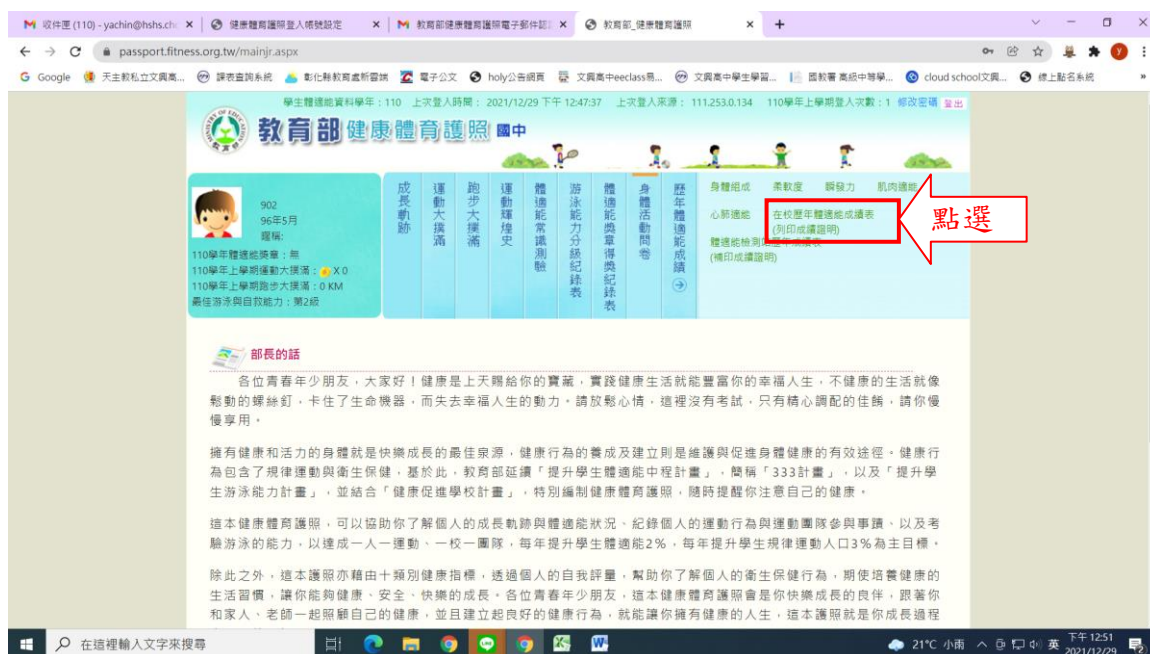 收件匣 (110) - yachin@hshs.ch
健康體育護照登入帳號設定
教育部健康體育護照電子郵件認
教育部_健康體育護照
passport.fitness.org.tw/mainjr.aspx
Google
天主教私立文興高...
課表查詢系統
彰化縣教育處新雲端
電子公文
holy公告網頁
文興高中eeclass易...
文興高中學生學習...
國教署 高級中等學...
cloud school文興...
線上點名系統
»
學生體適能資料學年：110 上次登入時間： 2021/12/29 下午 12:47:37 上次登入來源： 111.253.0.134 110學年上學期登入次數：1 修改密碼 登出
教育部健康體育護照 國中
902
96年5月
暱稱:
110學年體適能獎章：無
110學年上學期運動大撲滿： X 0
110學年上學期跑步大撲滿：0 KM
最佳游泳與自救能力：第2級
成長軌跡
運動大撲滿
跑步大撲滿
運動輝煌史
體適能常識測驗
游泳能力分級紀錄表
體適能獎章得獎紀錄表
身體活動問卷
歷年體適能成績
身體組成 柔軟度 瞬發力 肌肉適能
心肺適能 在校歷年體適能成績表
(列印成績證明)
體適能檢測站歷年成績表
(補印成績證明)
點選
部長的話
各位青春年少朋友，大家好！健康是上天賜給你的寶藏，實踐健康生活就能豐富你的幸福人生，不健康的生活就像
鬆動的螺絲釘，卡住了生命機器，而失去幸福人生的動力。請放鬆心情，這裡沒有考試，只有精心調配的佳餚，請你慢
慢享用。
擁有健康和活力的身體就是快樂成長的最佳泉源，健康行為的養成及建立則是維護與促進身體健康的有效途徑。健康行
為包含了規律運動與衛生保健，基於此，教育部延續「提升學生體適能中程計畫」，簡稱「333計畫」，以及「提升學
生游泳能力計畫」，並結合「健康促進學校計畫」，特別編制健康體育護照，隨時提醒你注意自己的健康。
這本健康體育護照，可以協助你了解個人的成長軌跡與體適能狀況、紀錄個人的運動行為與運動團隊參與事蹟、以及考
驗游泳的能力，以達成一人一運動、一校一團隊，每年提升學生體適能2%，每年提升學生規律運動人口3%為主目標。
除此之外，這本護照亦藉由十類別健康指標，透過個人的自我評量，幫助你了解個人的衛生保健行為，期使培養健康的
生活習慣，讓你能夠健康、安全、快樂的成長。各位青春年少朋友，這本健康體育護照會是你快樂成長的良伴，跟著你
和家人、老師一起照顧自己的健康，並且建立起良好的健康行為，就能讓你擁有健康的人生，這本護照就是你成長過程
在這裡輸入文字來搜尋
21°C 小雨
英
下午 12:51
2021/12/29